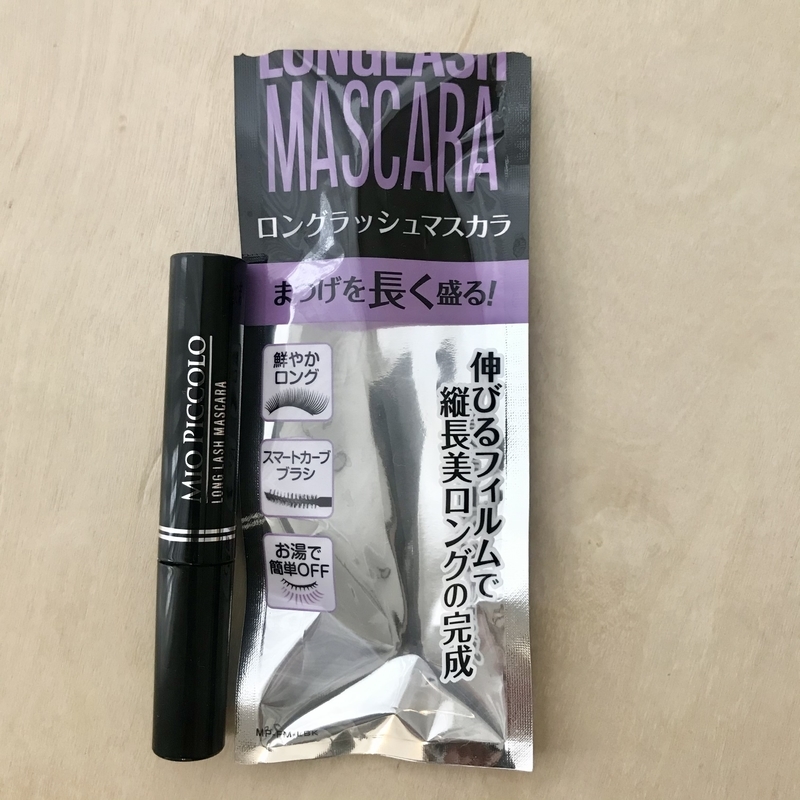 LONGLASH
MASCARA
ロングラッシュマスカラ
まつげを長く盛る!
鮮やか
ロング
スマートカーブ
ブラシ
お湯で
簡単OFF
伸びるフィルムで
縦長美ロングの完成
MIO PICCOLO
LONG LASH MASCARA